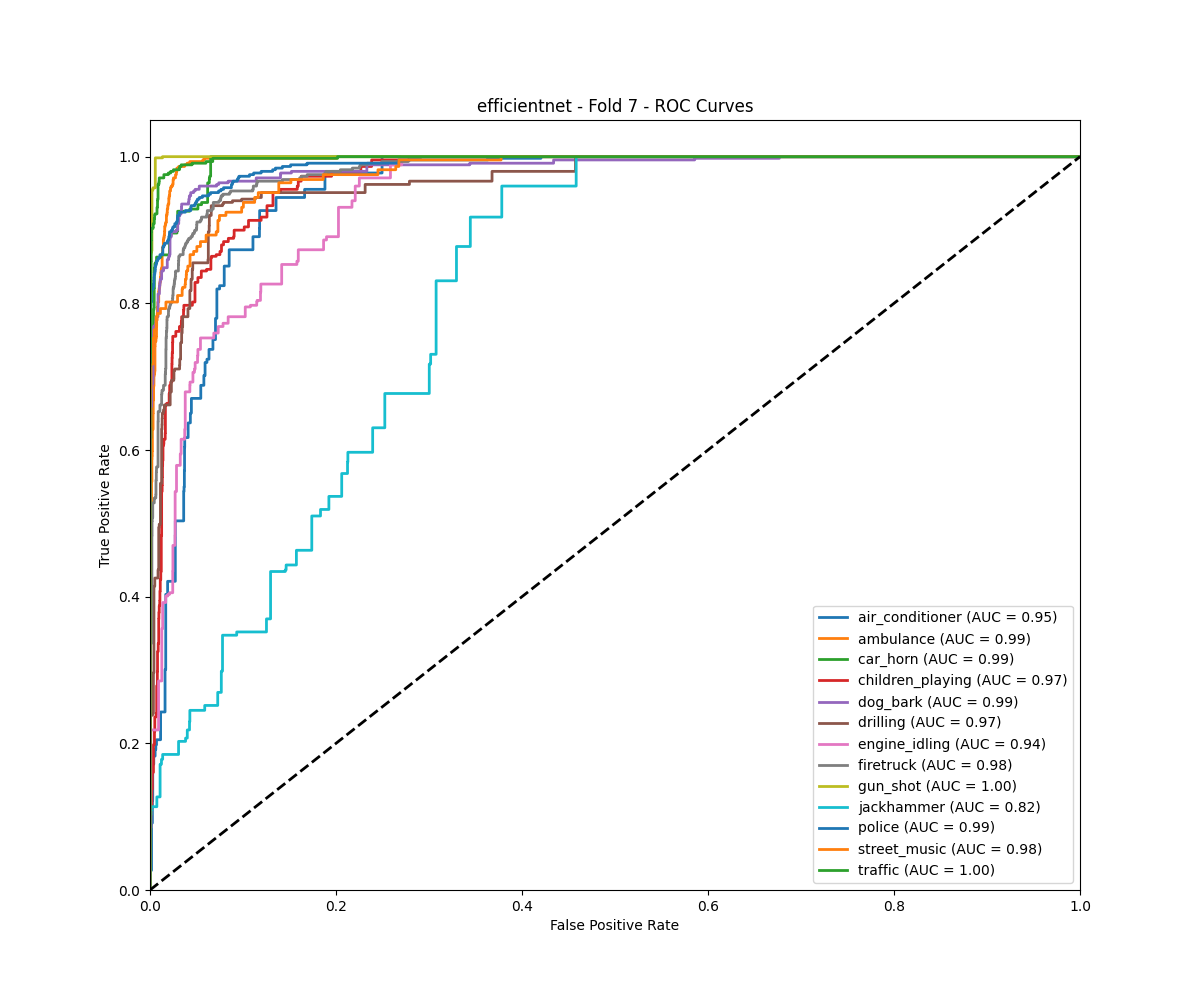 efficientnet - Fold 7 - ROC Curves
1.0
0.8
0.6
0.4
0.2
0.0
True Positive Rate
0.0 0.2 0.4 0.6 0.8 1.0
False Positive Rate
air_conditioner (AUC = 0.95)
ambulance (AUC = 0.99)
car_horn (AUC = 0.99)
children_playing (AUC = 0.97)
dog_bark (AUC = 0.99)
drilling (AUC = 0.97)
engine_idling (AUC = 0.94)
firetruck (AUC = 0.98)
gun_shot (AUC = 1.00)
jackhammer (AUC = 0.82)
police (AUC = 0.99)
street_music (AUC = 0.98)
traffic (AUC = 1.00)